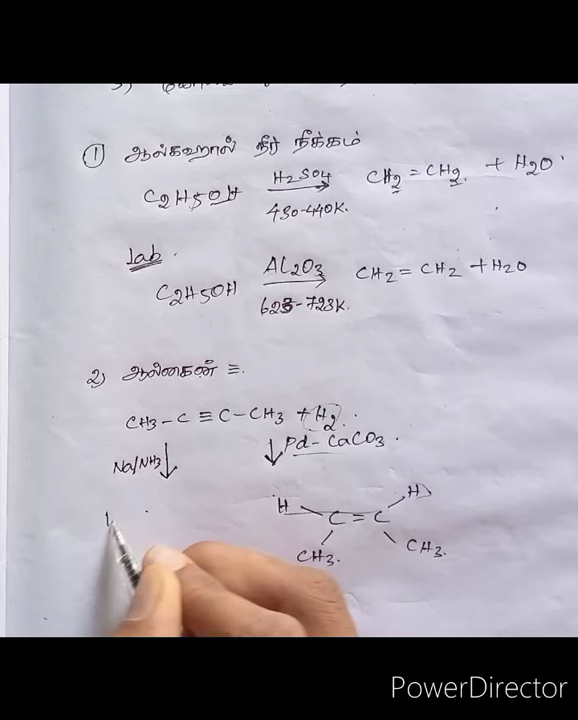 ① ஆல்கஹால் நீர் நீக்கம்
C2H5OH H2SO4 → 430-440K. CH2 = CH2 + H2O
Lab.
C2H5OH Al2O3 → 623-723K. CH2 = CH2 + H2O
2) ஆல்கைன் ≡.
CH3 - C ≡ C - CH3 + H2.
Na/NH3 ↓ ↓ Pd - CaCO3.
H H
C = C
CH3. CH3.
PowerDirector